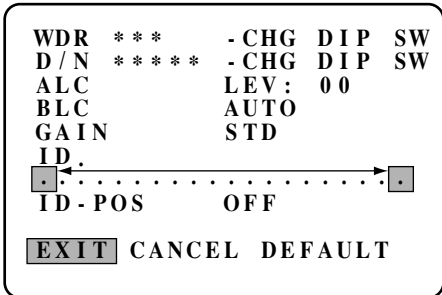 WDR *** -CHG DIP SW
D/N ***** -CHG DIP SW
ALC LEV: 00
BLC AUTO
GAIN STD
ID.
....................
ID-POS OFF
EXIT CANCEL DEFAULT